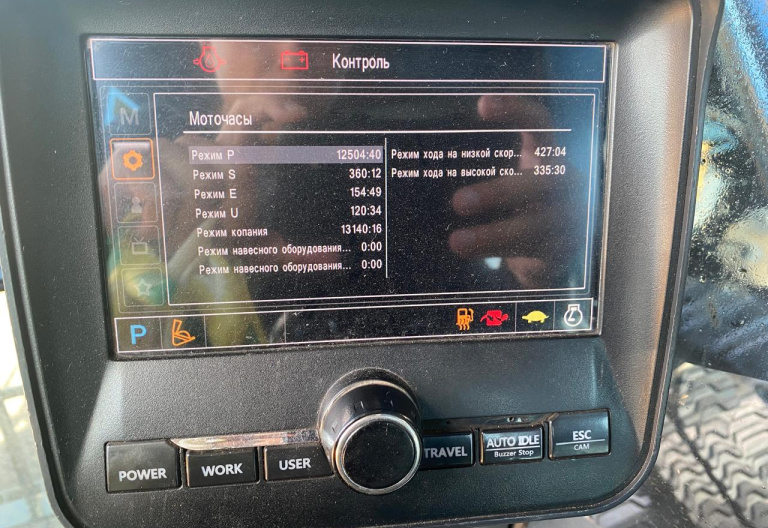 Контроль
M
Моточасы
Режим P 12504:40
Режим S 360:12
Режим E 154:49
Режим U 120:34
Режим копания 13140:16
Режим навесного оборудования... 0:00
Режим навесного оборудования... 0:00
Режим хода на низкой скор... 427:04
Режим хода на высокой ско... 335:30
P
POWER
WORK
USER
TRAVEL
AUTO IDLE
Buzzer Stop
ESC
CAM